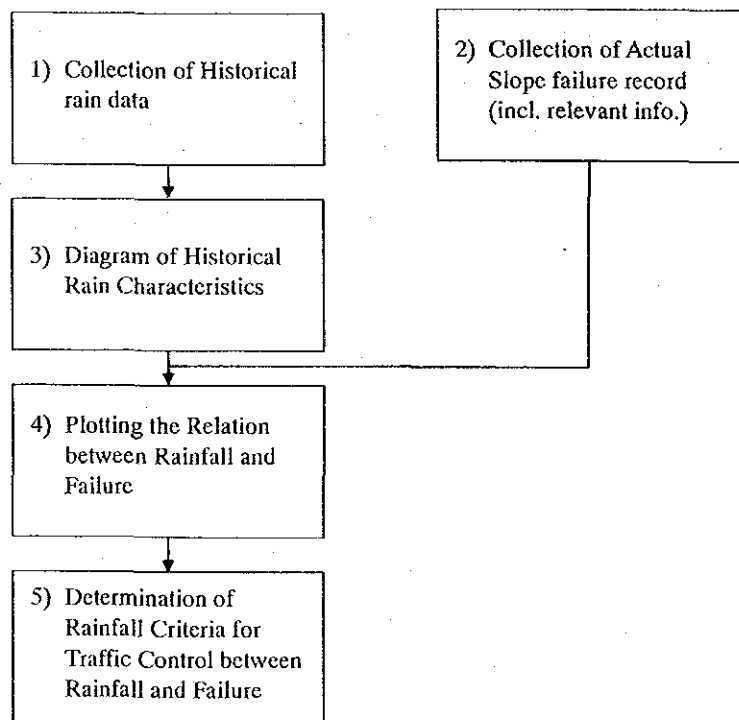 1) Collection of Historical
rain data
2) Collection of Actual
Slope failure record
(incl. relevant info.)
3) Diagram of Historical
Rain Characteristics
4) Plotting the Relation
between Rainfall and
Failure
5) Determination of
Rainfall Criteria for
Traffic Control between
Rainfall and Failure